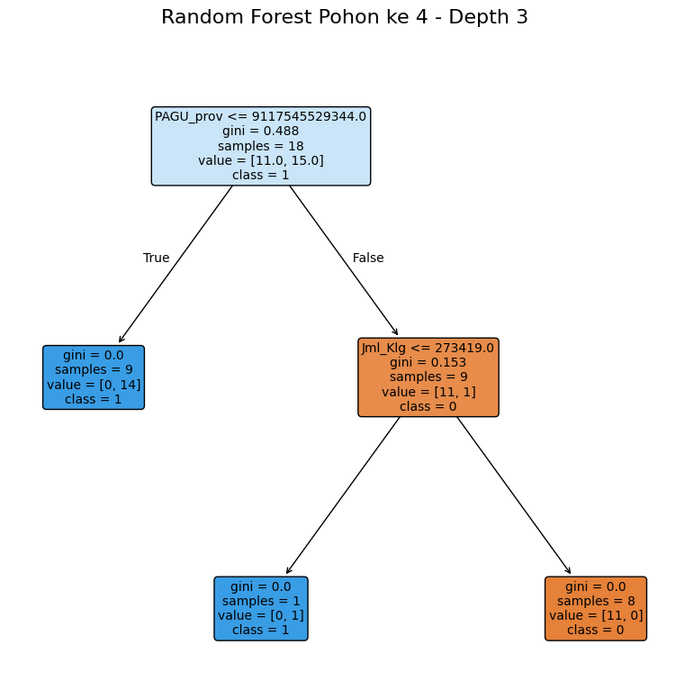 Random Forest Pohon ke 4 - Depth 3
PAGU_prov <= 9117545529344.0
gini = 0.488
samples = 18
value = [11.0, 15.0]
class = 1
True
False
gini = 0.0
samples = 9
value = [0, 14]
class = 1
Jml_Klg <= 273419.0
gini = 0.153
samples = 9
value = [11, 1]
class = 0
gini = 0.0
samples = 1
value = [0, 1]
class = 1
gini = 0.0
samples = 8
value = [11, 0]
class = 0